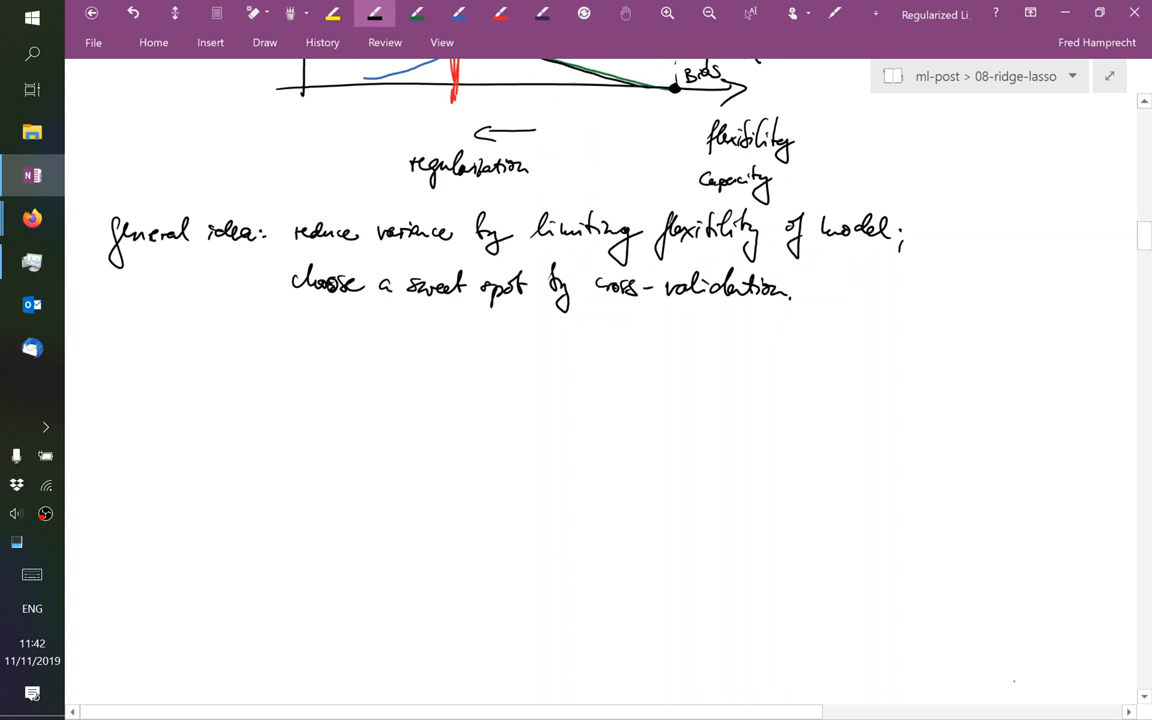 Regularized Li...
File
Home
Insert
Draw
History
Review
View
Fred Hamprecht
ml-post > 08-ridge-lasso
Bias
flexibility
capacity
regularization
general idea: reduce variance by limiting flexibility of model;
choose a sweet spot by cross-validation.
ENG
11:42
11/11/2019